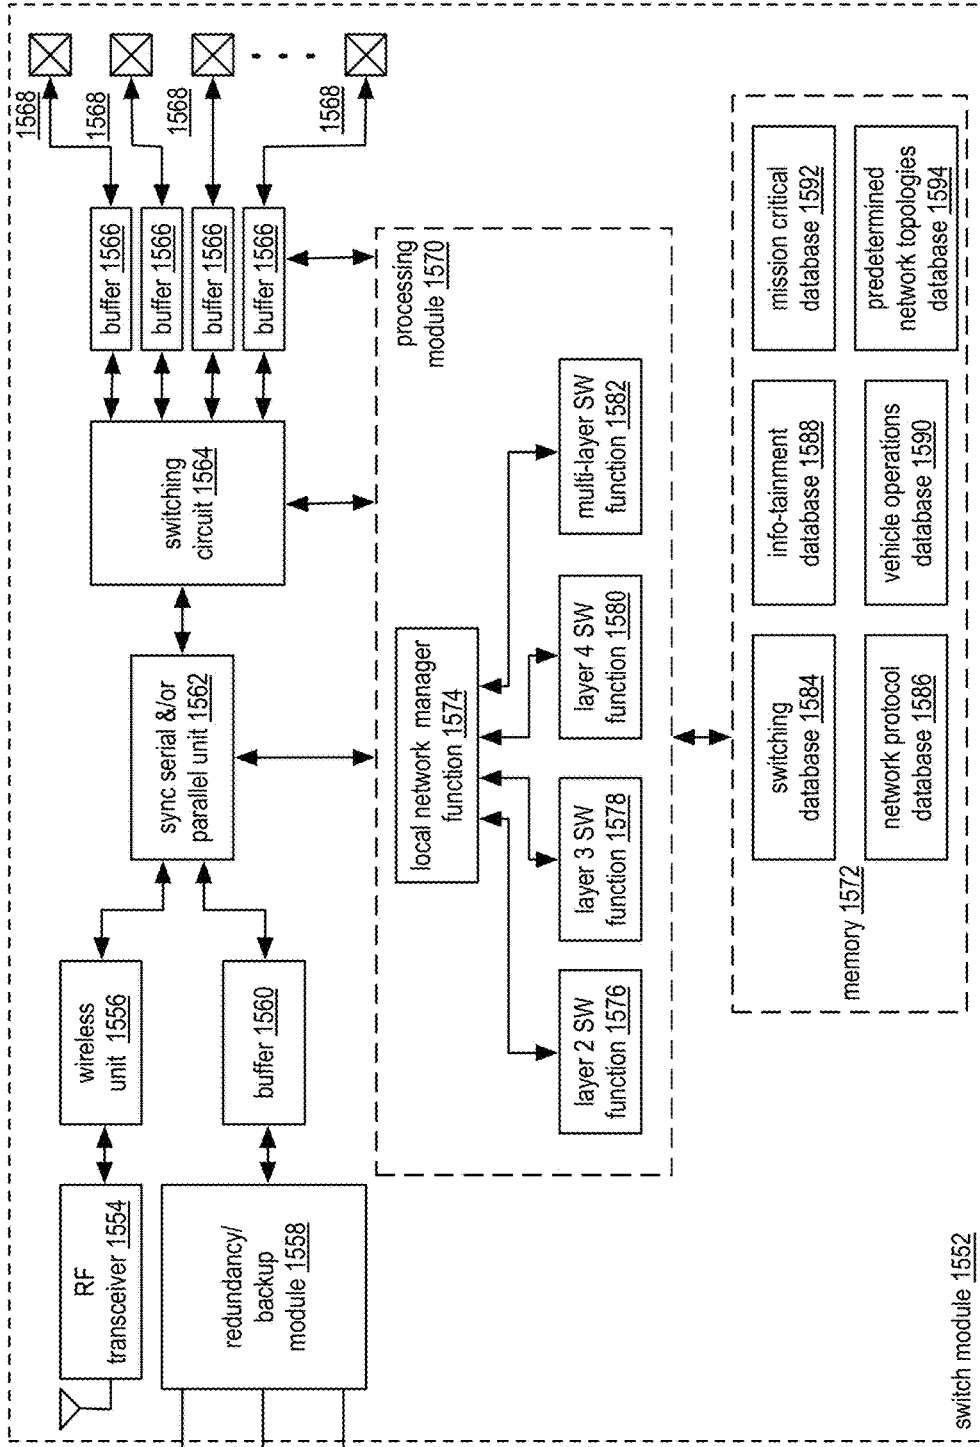 RF
transceiver 1554
wireless
unit 1556
redundancy/
backup
module 1558
buffer 1560
sync serial &/or
parallel unit 1562
switching
circuit 1564
buffer 1566
buffer 1566
buffer 1566
buffer 1566
1568
1568
1568
1568
processing
module 1570
local network manager
function 1574
layer 2 SW
function 1576
layer 3 SW
function 1578
layer 4 SW
function 1580
multi-layer SW
function 1582
memory 1572
switching
database 1584
info-tainment
database 1588
mission critical
database 1592
network protocol
database 1586
vehicle operations
database 1590
predetermined
network topologies
database 1594
switch module 1552